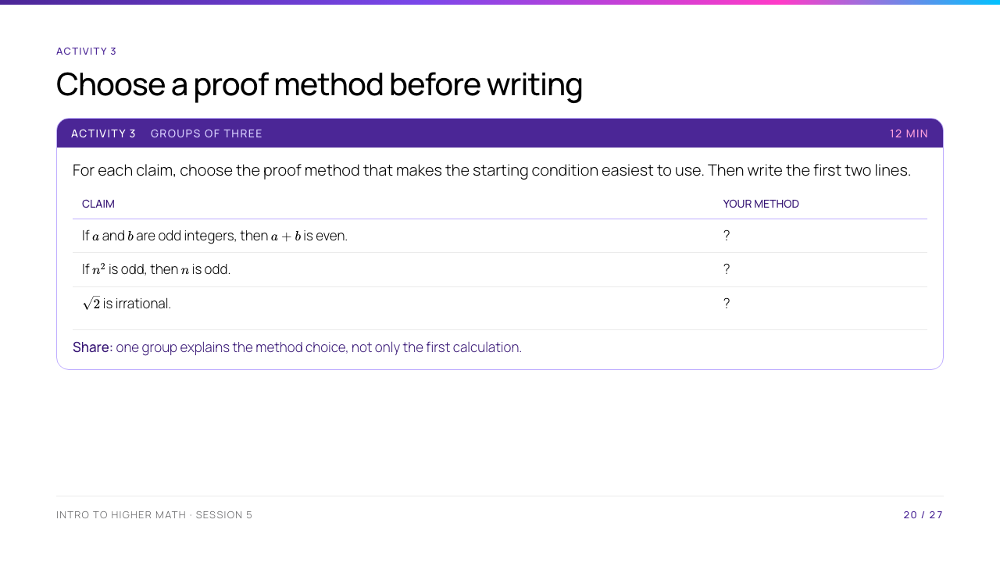 ACTIVITY 3
Choose a proof method before writing
ACTIVITY 3 GROUPS OF THREE 12 MIN
For each claim, choose the proof method that makes the starting condition easiest to use. Then write the first two lines.
CLAIM YOUR METHOD
If a and b are odd integers, then a + b is even. ?
If n² is odd, then n is odd. ?
√2 is irrational. ?
Share: one group explains the method choice, not only the first calculation.
INTRO TO HIGHER MATH · SESSION 5 20 / 27